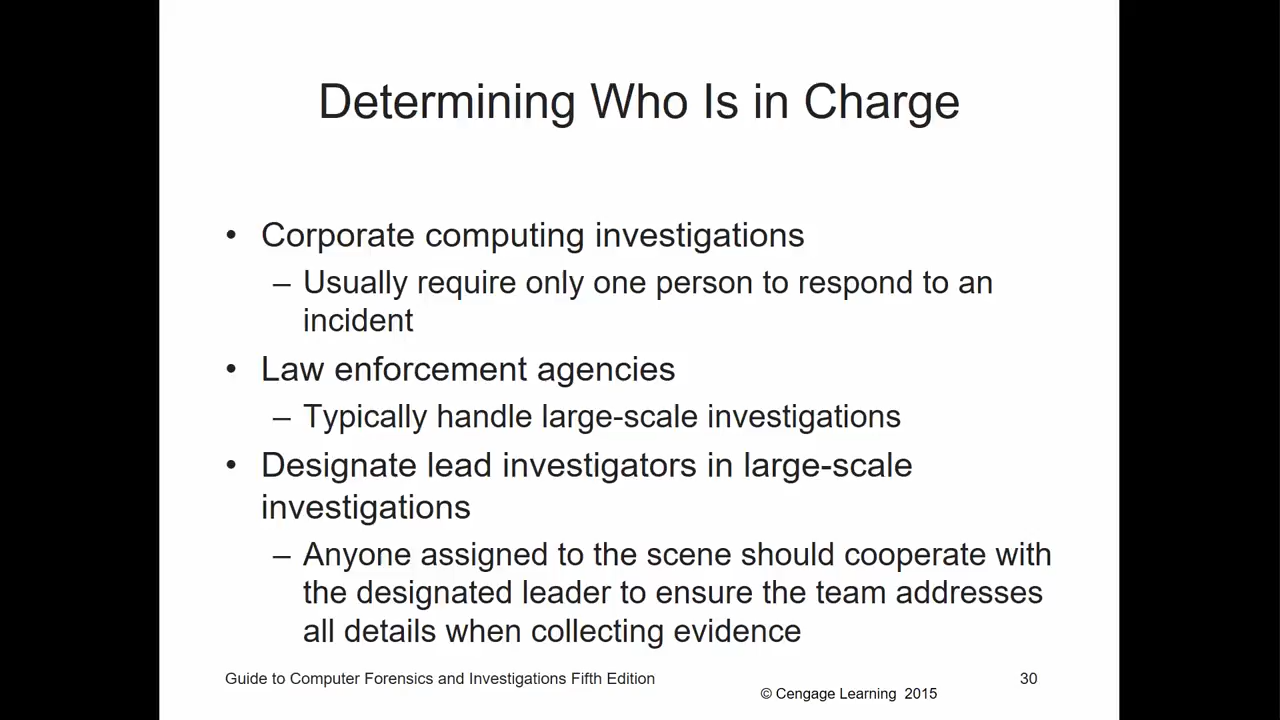 Determining Who Is in Charge
• Corporate computing investigations
– Usually require only one person to respond to an
incident
• Law enforcement agencies
– Typically handle large-scale investigations
• Designate lead investigators in large-scale
investigations
– Anyone assigned to the scene should cooperate with
the designated leader to ensure the team addresses
all details when collecting evidence
Guide to Computer Forensics and Investigations Fifth Edition
30
© Cengage Learning 2015